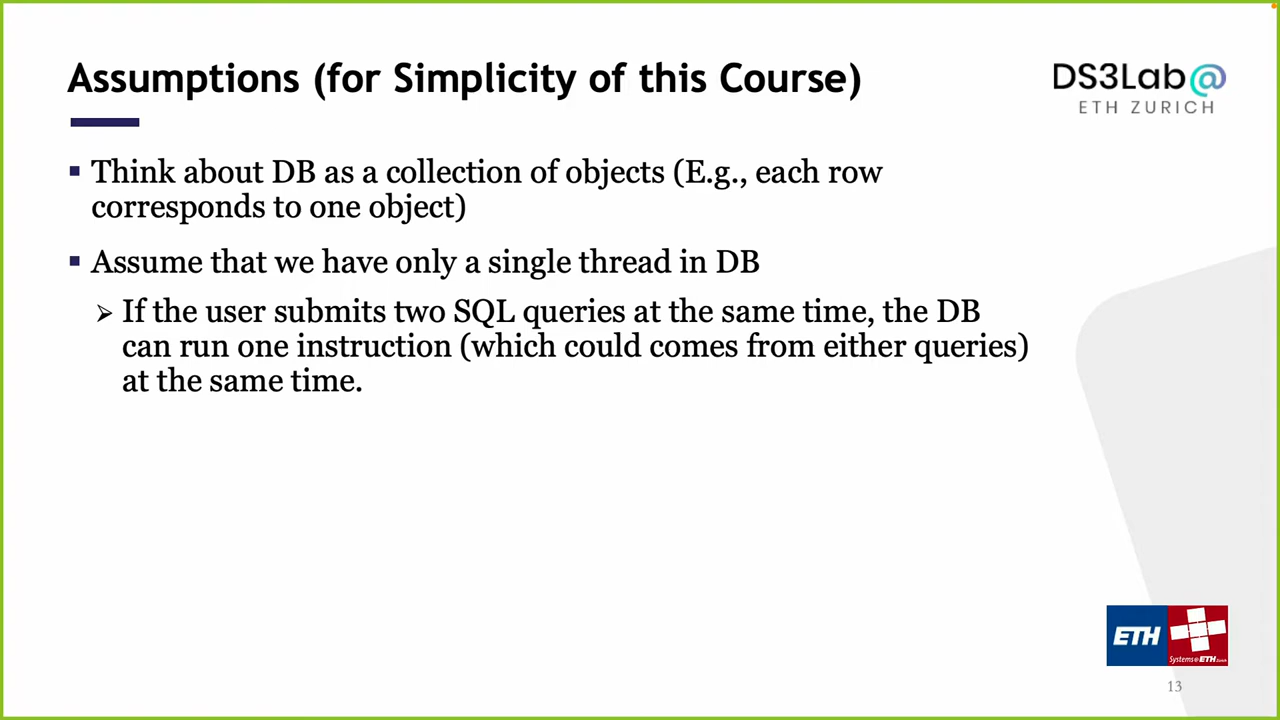 Assumptions (for Simplicity of this Course)
DS3Lab@
ETH ZURICH
▪ Think about DB as a collection of objects (E.g., each row
corresponds to one object)
▪ Assume that we have only a single thread in DB
➢ If the user submits two SQL queries at the same time, the DB
can run one instruction (which could comes from either queries)
at the same time.
ETH
Systems@ETH Zürich
13